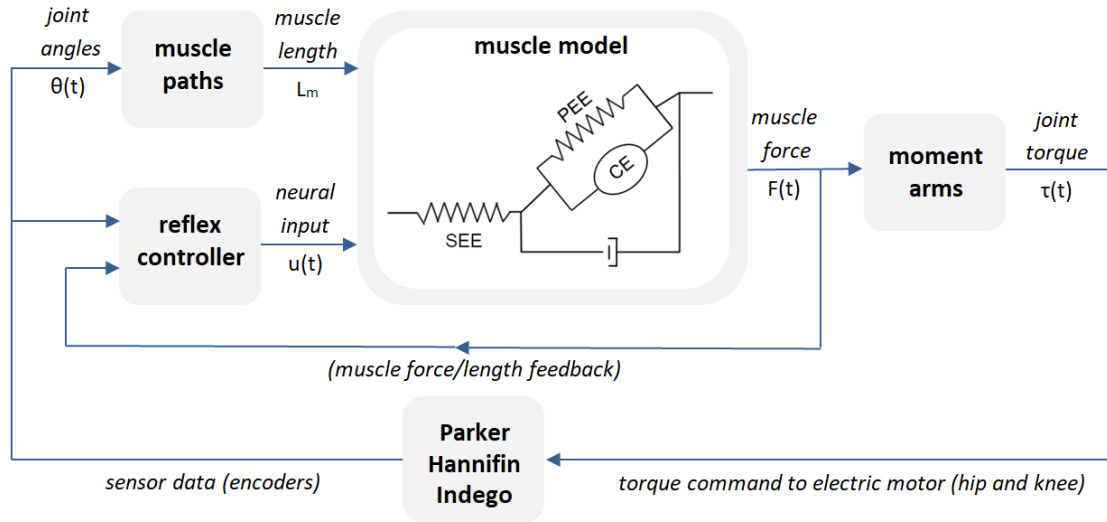 joint
angles
θ(t)
muscle
paths
muscle
length
Lm
muscle model
PEE
CE
SEE
reflex
controller
neural
input
u(t)
muscle
force
F(t)
moment
arms
joint
torque
τ(t)
(muscle force/length feedback)
Parker
Hannifin
Indego
sensor data (encoders)
torque command to electric motor (hip and knee)